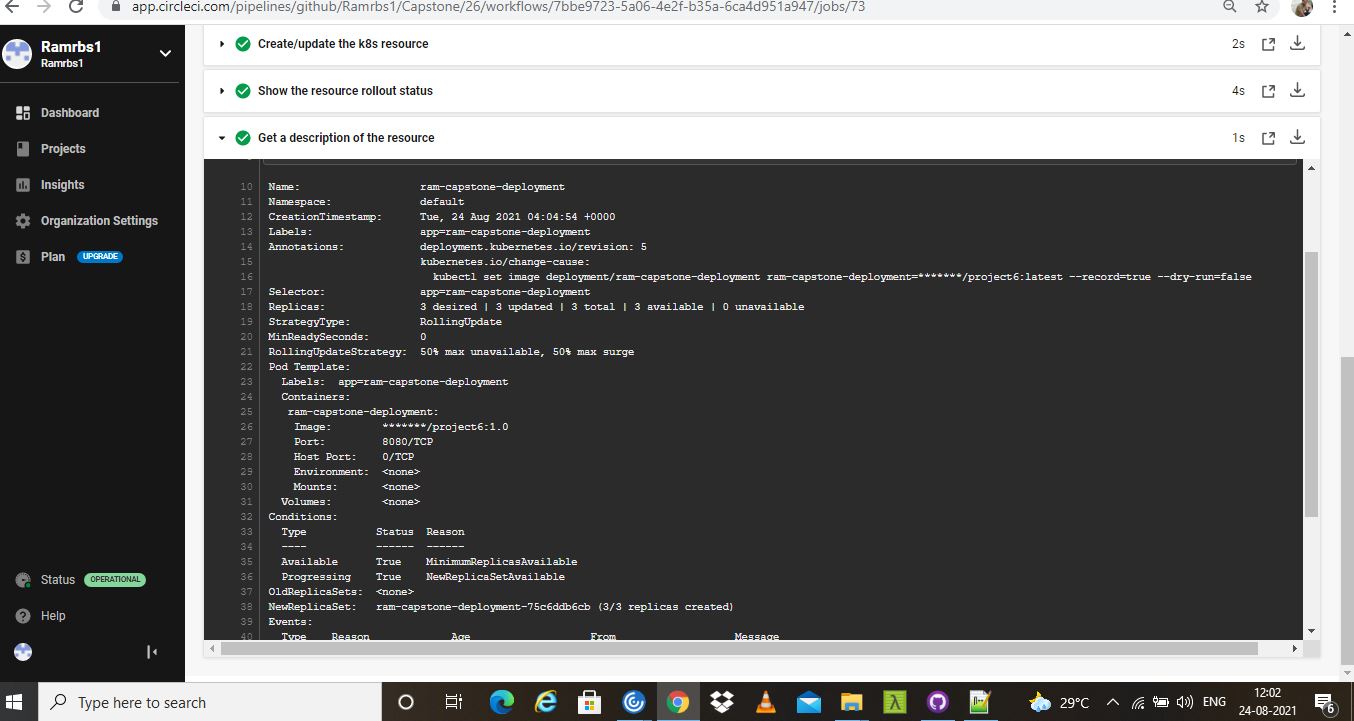 app.circleci.com/pipelines/github/Ramrbs1/Capstone/26/workflows/7bbe9723-5a06-4e2f-b35a-6ca4d951a947/jobs/73
Ramrbs1
Ramrbs1
Dashboard
Projects
Insights
Organization Settings
Plan UPGRADE
Status OPERATIONAL
Help
Create/update the k8s resource 2s
Show the resource rollout status 4s
Get a description of the resource 1s
10 Name: ram-capstone-deployment
11 Namespace: default
12 CreationTimestamp: Tue, 24 Aug 2021 04:04:54 +0000
13 Labels: app=ram-capstone-deployment
14 Annotations: deployment.kubernetes.io/revision: 5
15 kubernetes.io/change-cause:
16 kubectl set image deployment/ram-capstone-deployment ram-capstone-deployment=*******/project6:latest --record=true --dry-run=false
17 Selector: app=ram-capstone-deployment
18 Replicas: 3 desired | 3 updated | 3 total | 3 available | 0 unavailable
19 StrategyType: RollingUpdate
20 MinReadySeconds: 0
21 RollingUpdateStrategy: 50% max unavailable, 50% max surge
22 Pod Template:
23 Labels: app=ram-capstone-deployment
24 Containers:
25 ram-capstone-deployment:
26 Image: *******/project6:1.0
27 Port: 8080/TCP
28 Host Port: 0/TCP
29 Environment: <none>
30 Mounts: <none>
31 Volumes: <none>
32 Conditions:
33 Type Status Reason
34 ---- ------ ------
35 Available True MinimumReplicasAvailable
36 Progressing True NewReplicaSetAvailable
37 OldReplicaSets: <none>
38 NewReplicaSet: ram-capstone-deployment-75c6ddb6cb (3/3 replicas created)
39 Events:
40 Type Reason Age From Message
Type here to search
29°C
ENG
12:02
24-08-2021
6